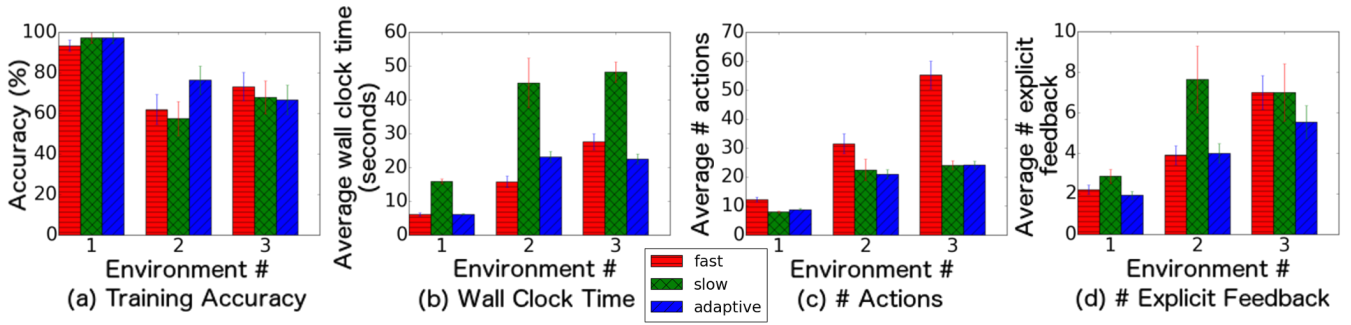 Accuracy (%)
100
80
60
40
20
0
1 2 3
Environment #
(a) Training Accuracy
Average wall clock time
(seconds)
60
50
40
30
20
10
0
1 2 3
Environment #
(b) Wall Clock Time
fast
slow
adaptive
Average # actions
70
60
50
40
30
20
10
0
1 2 3
Environment #
(c) # Actions
Average # explicit
feedback
10
8
6
4
2
0
1 2 3
Environment #
(d) # Explicit Feedback